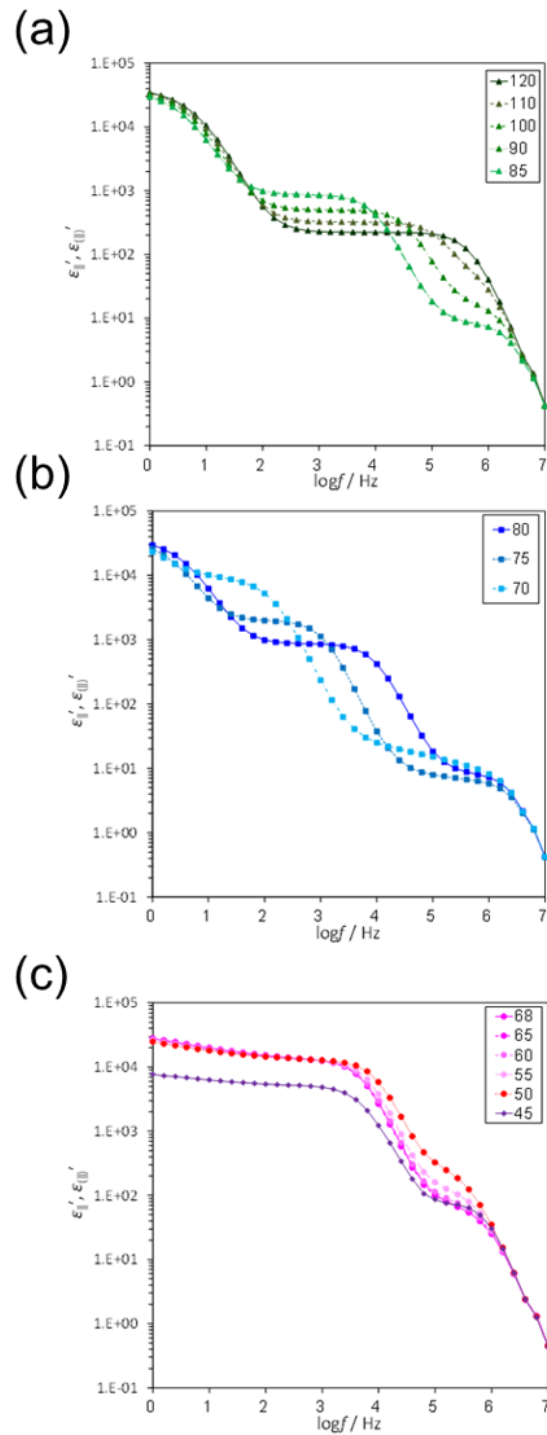 (a)
1.E+05
1.E+04
1.E+03
1.E+02
1.E+01
1.E+00
1.E-01
ε||′, ε(||)′
120
110
100
90
85
0 1 2 3 4 5 6 7
logf / Hz
(b)
1.E+05
1.E+04
1.E+03
1.E+02
1.E+01
1.E+00
1.E-01
ε||′, ε(||)′
80
75
70
0 1 2 3 4 5 6 7
logf / Hz
(c)
1.E+05
1.E+04
1.E+03
1.E+02
1.E+01
1.E+00
1.E-01
ε||′, ε(||)′
68
65
60
55
50
45
0 1 2 3 4 5 6 7
logf / Hz